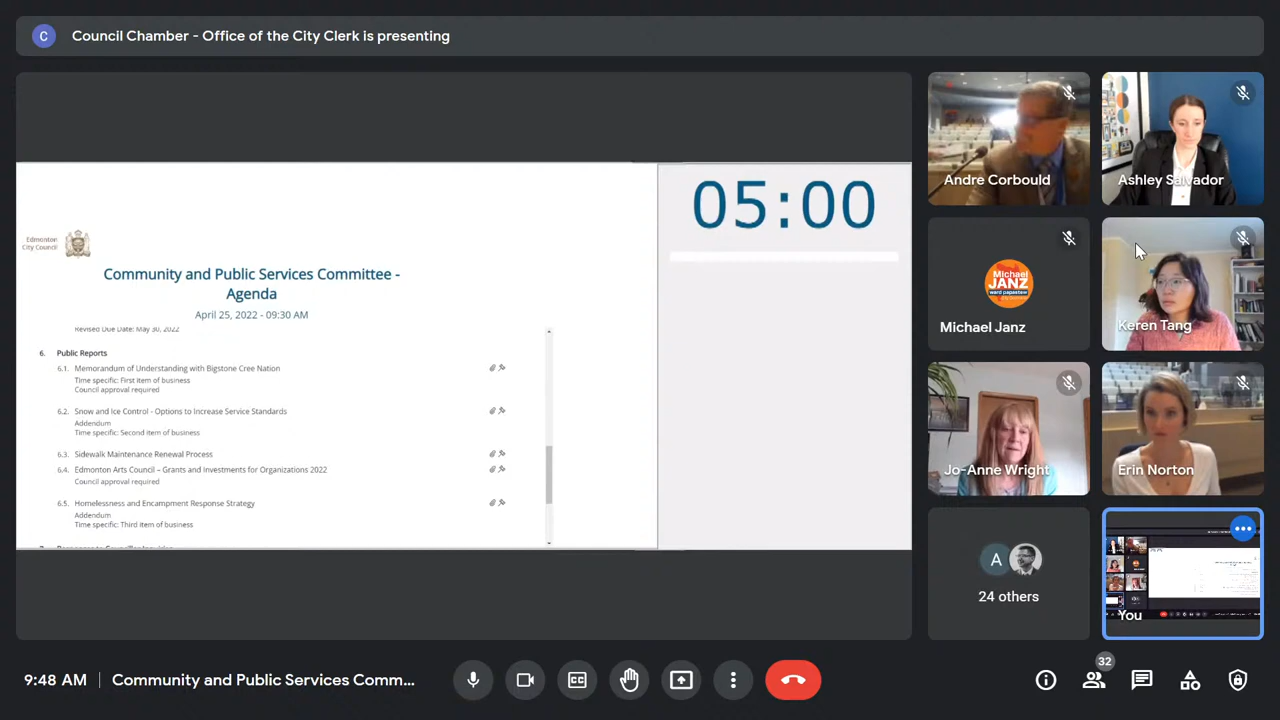 C Council Chamber - Office of the City Clerk is presenting
Edmonton
City Council
Community and Public Services Committee -
Agenda
April 25, 2022 - 09:30 AM
Revised Due Date: May 30, 2022
6. Public Reports
6.1. Memorandum of Understanding with Bigstone Cree Nation
Time specific: First item of business
Council approval required
6.2. Snow and Ice Control - Options to Increase Service Standards
Addendum
Time specific: Second item of business
6.3. Sidewalk Maintenance Renewal Process
6.4. Edmonton Arts Council – Grants and Investments for Organizations 2022
Council approval required
6.5. Homelessness and Encampment Response Strategy
Addendum
Time specific: Third item of business
05:00
Andre Corbould
Ashley Salvador
Michael
JANZ
ward papastew
Michael Janz
Keren Tang
Jo-Anne Wright
Erin Norton
A
24 others
You
9:48 AM
Community and Public Services Comm...
32